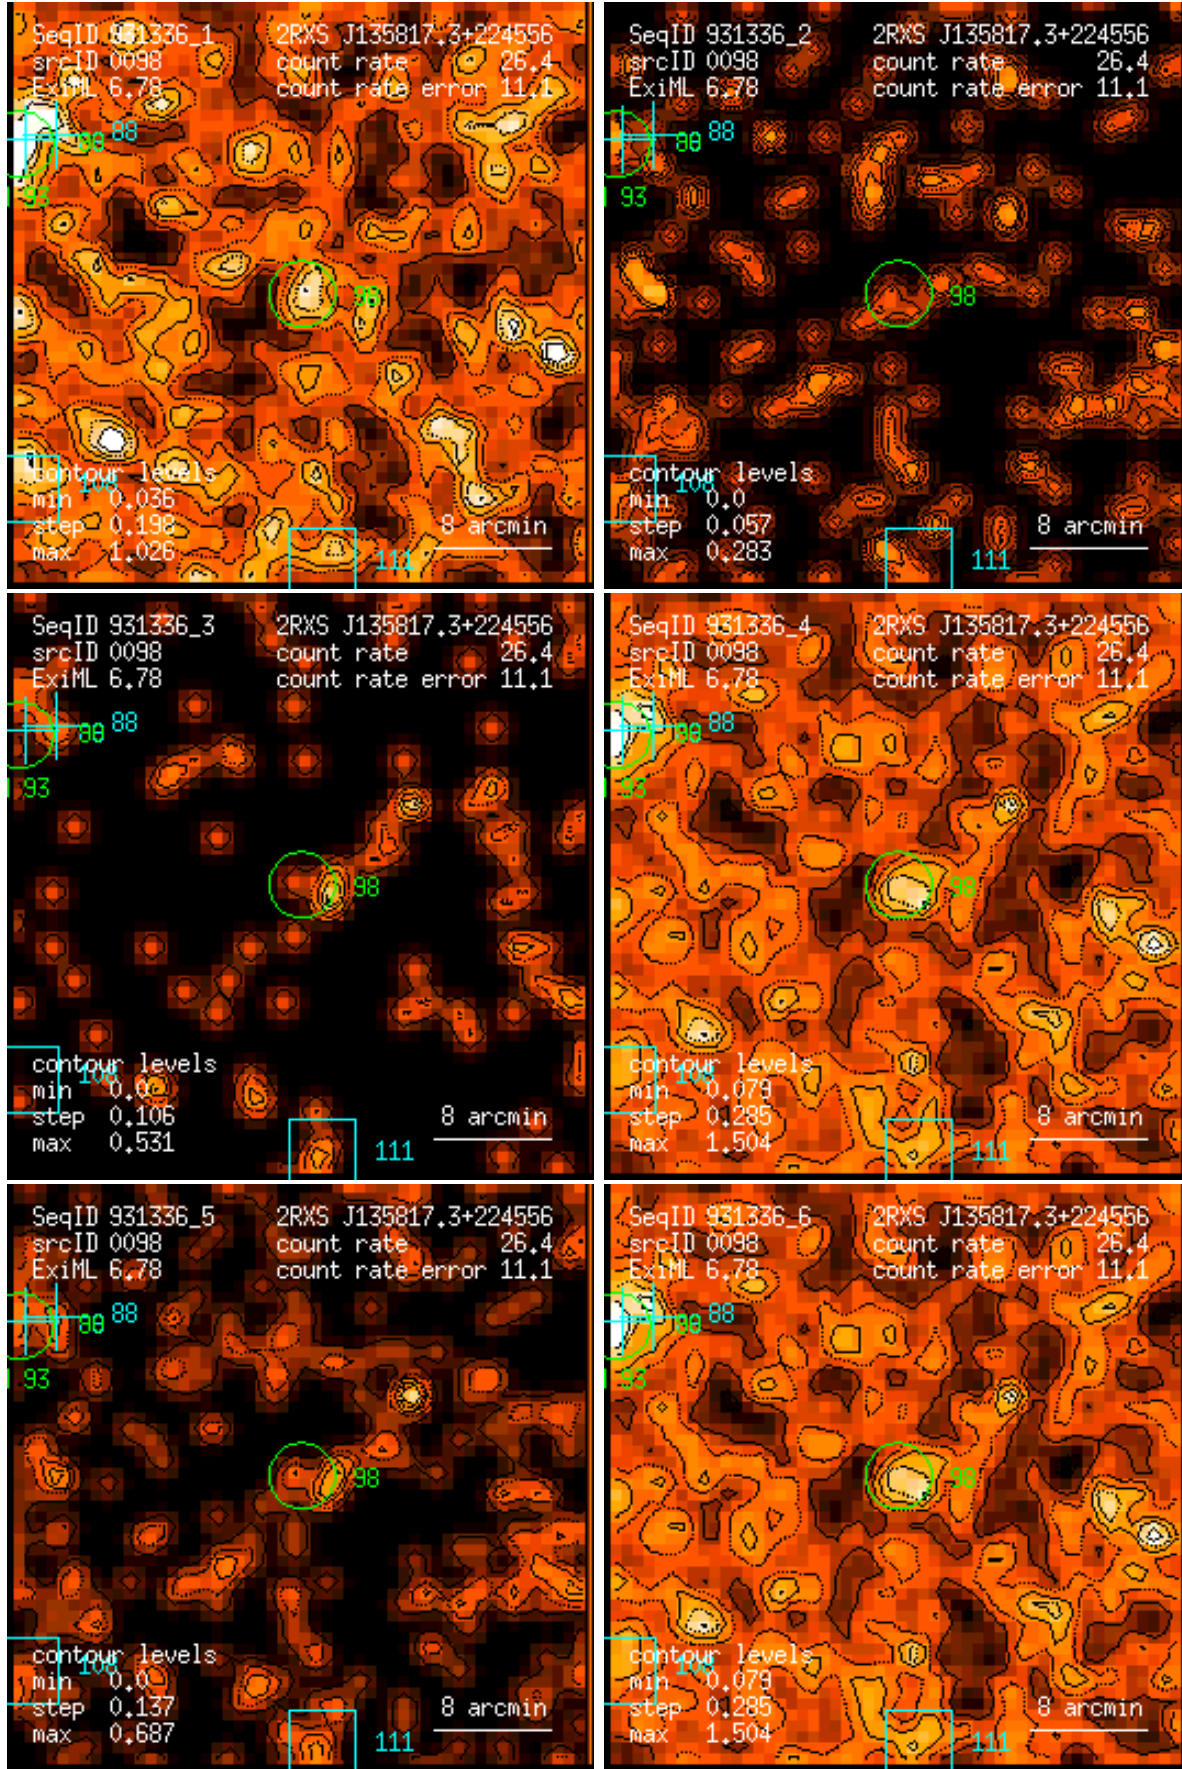 SeqID 931336_1 2RXS J135817.3+224556
srcID 0098 count rate 26.4
ExiML 6.78 count rate error 11.1
88
93
98
contour levels
108
min 0.036
step 0.198
max 1.026
8 arcmin
111
SeqID 931336_2 2RXS J135817.3+224556
srcID 0098 count rate 26.4
ExiML 6.78 count rate error 11.1
88
93
98
contour levels
108
min 0.0
step 0.057
max 0.283
8 arcmin
111
SeqID 931336_3 2RXS J135817.3+224556
srcID 0098 count rate 26.4
ExiML 6.78 count rate error 11.1
88
93
98
contour levels
108
min 0.0
step 0.106
max 0.531
8 arcmin
111
SeqID 931336_4 2RXS J135817.3+224556
srcID 0098 count rate 26.4
ExiML 6.78 count rate error 11.1
88
93
98
contour levels
108
min 0.079
step 0.285
max 1.504
8 arcmin
111
SeqID 931336_5 2RXS J135817.3+224556
srcID 0098 count rate 26.4
ExiML 6.78 count rate error 11.1
88
93
98
contour levels
108
min 0.0
step 0.137
max 0.687
8 arcmin
111
SeqID 931336_6 2RXS J135817.3+224556
srcID 0098 count rate 26.4
ExiML 6.78 count rate error 11.1
88
93
98
contour levels
108
min 0.079
step 0.285
max 1.504
8 arcmin
111